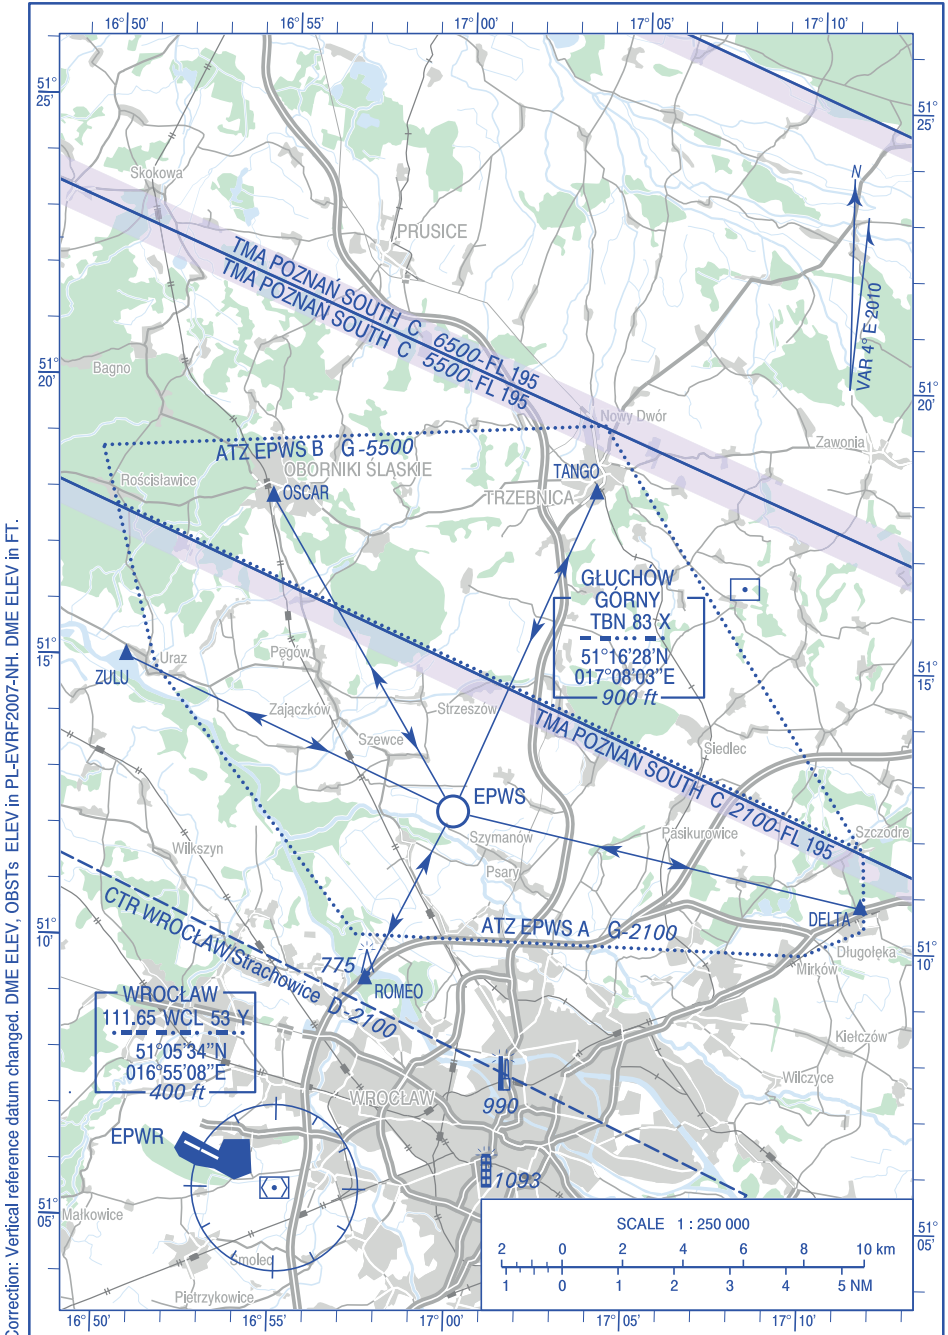 16°50' 16°55' 17°00' 17°05' 17°10'
51°
25'
51°
25'
Skokowa
N
PRUSICE
TMA POZNAŃ SOUTH C 6500-FL 195
TMA POZNAŃ SOUTH C 5500-FL 195
VAR 4° E 2010
Bagno
51°
20'
51°
20'
Nowy Dwór
ATZ EPWS B G-5500
Zawonia
OBORNIKI ŚLĄSKIE
TANGO
Rościsławice
OSCAR
TRZEBNICA
GŁUCHÓW
GÓRNY
TBN 83 X
51°16'28"N
017°08'03"E
900 ft
51°
15'
51°
15'
Uraz
Pęgów
ZULU
Zajączków
Strzeszów
Szewce
TMA POZNAŃ SOUTH C 2100-FL 195
Siedlec
EPWS
Szymanów
Pasikurowice
Szczodre
Wilkszyn
Psary
CTR WROCŁAW/Strachowice D-2100
DELTA
51°
10'
51°
10'
ATZ EPWS A G-2100
Długołęka
Mirków
775
ROMEO
WROCŁAW
111.65 WCL 53 Y
51°05'34"N
016°55'08"E
400 ft
Kiełczów
Wilczyce
WROCŁAW
990
EPWR
1093
Małkowice
51°
05'
51°
05'
Smolec
Pietrzykowice
SCALE 1 : 250 000
2 0 2 4 6 8 10 km
1 0 1 2 3 4 5 NM
16°50' 16°55' 17°00' 17°05' 17°10'
Correction: Vertical reference datum changed. DME ELEV, OBSTs ELEV in PL-EVRF2007-NH. DME ELEV in FT.